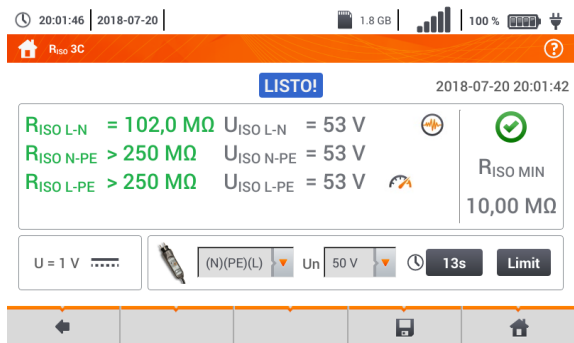 20:01:46 2018-07-20 1.8 GB 100 %
RISO 3C ?
LISTO! 2018-07-20 20:01:42
RISO L-N = 102,0 MΩ UISO L-N = 53 V
RISO N-PE > 250 MΩ UISO N-PE = 53 V
RISO L-PE > 250 MΩ UISO L-PE = 53 V
RISO MIN
10,00 MΩ
U = 1 V (N)(PE)(L) Un 50 V 13s Limit